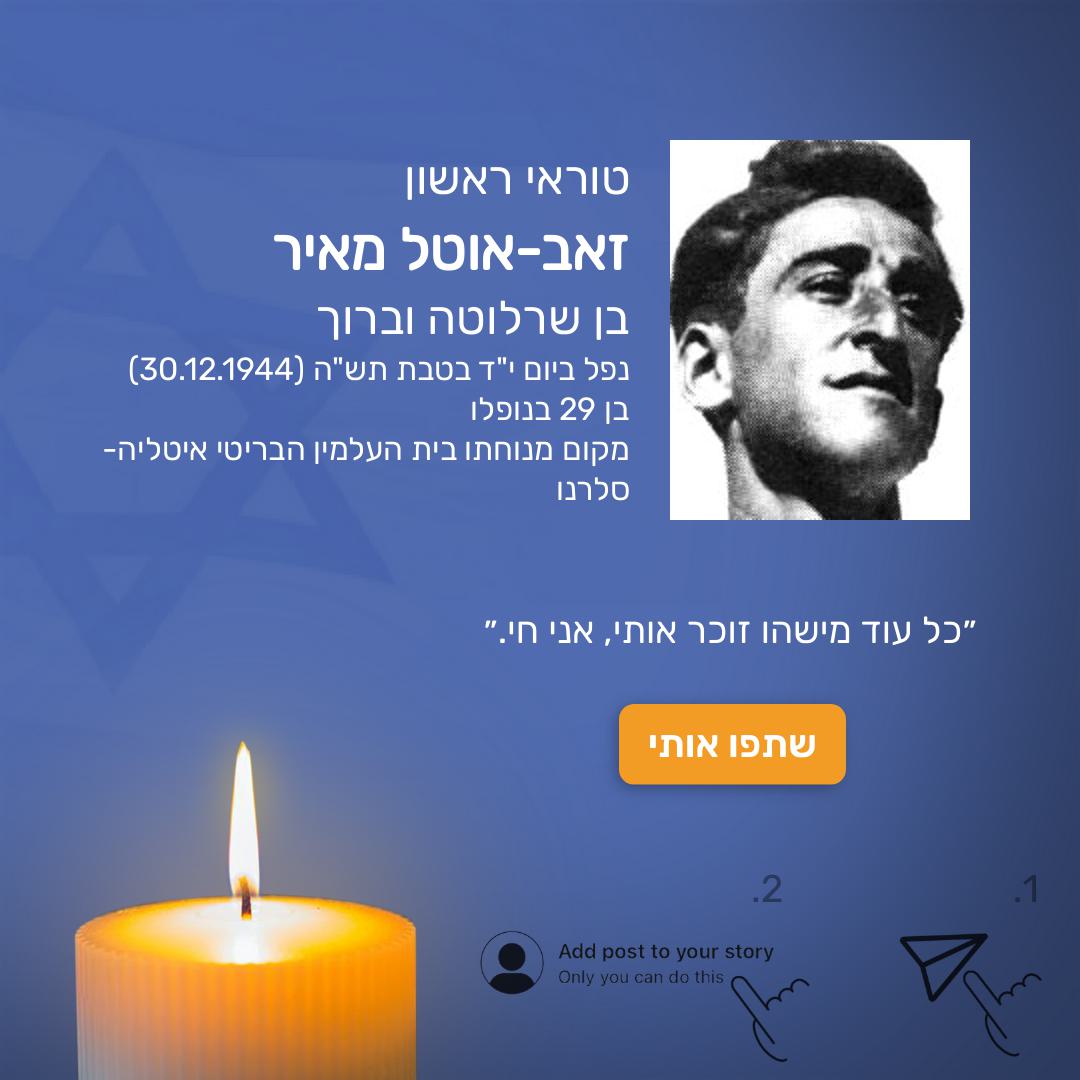 טוראי ראשון
זאב-אוטל מאיר
בן שרלוטה וברוך
נפל ביום י"ד בטבת תש"ה (30.12.1944)
בן 29 בנופלו
מקום מנוחתו בית העלמין הבריטי איטליה-
סלרנו
״כל עוד מישהו זוכר אותי, אני חי.״
שתפו אותי
.1
.2
Add post to your story
Only you can do this